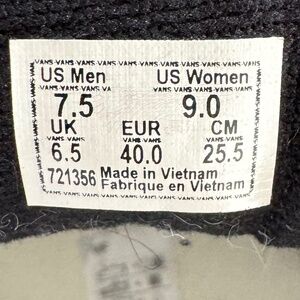 US Men US Women
7.5 9.0
UK EUR CM
6.5 40.0 25.5
721356 Made in Vietnam
Fabrique en Vietnam